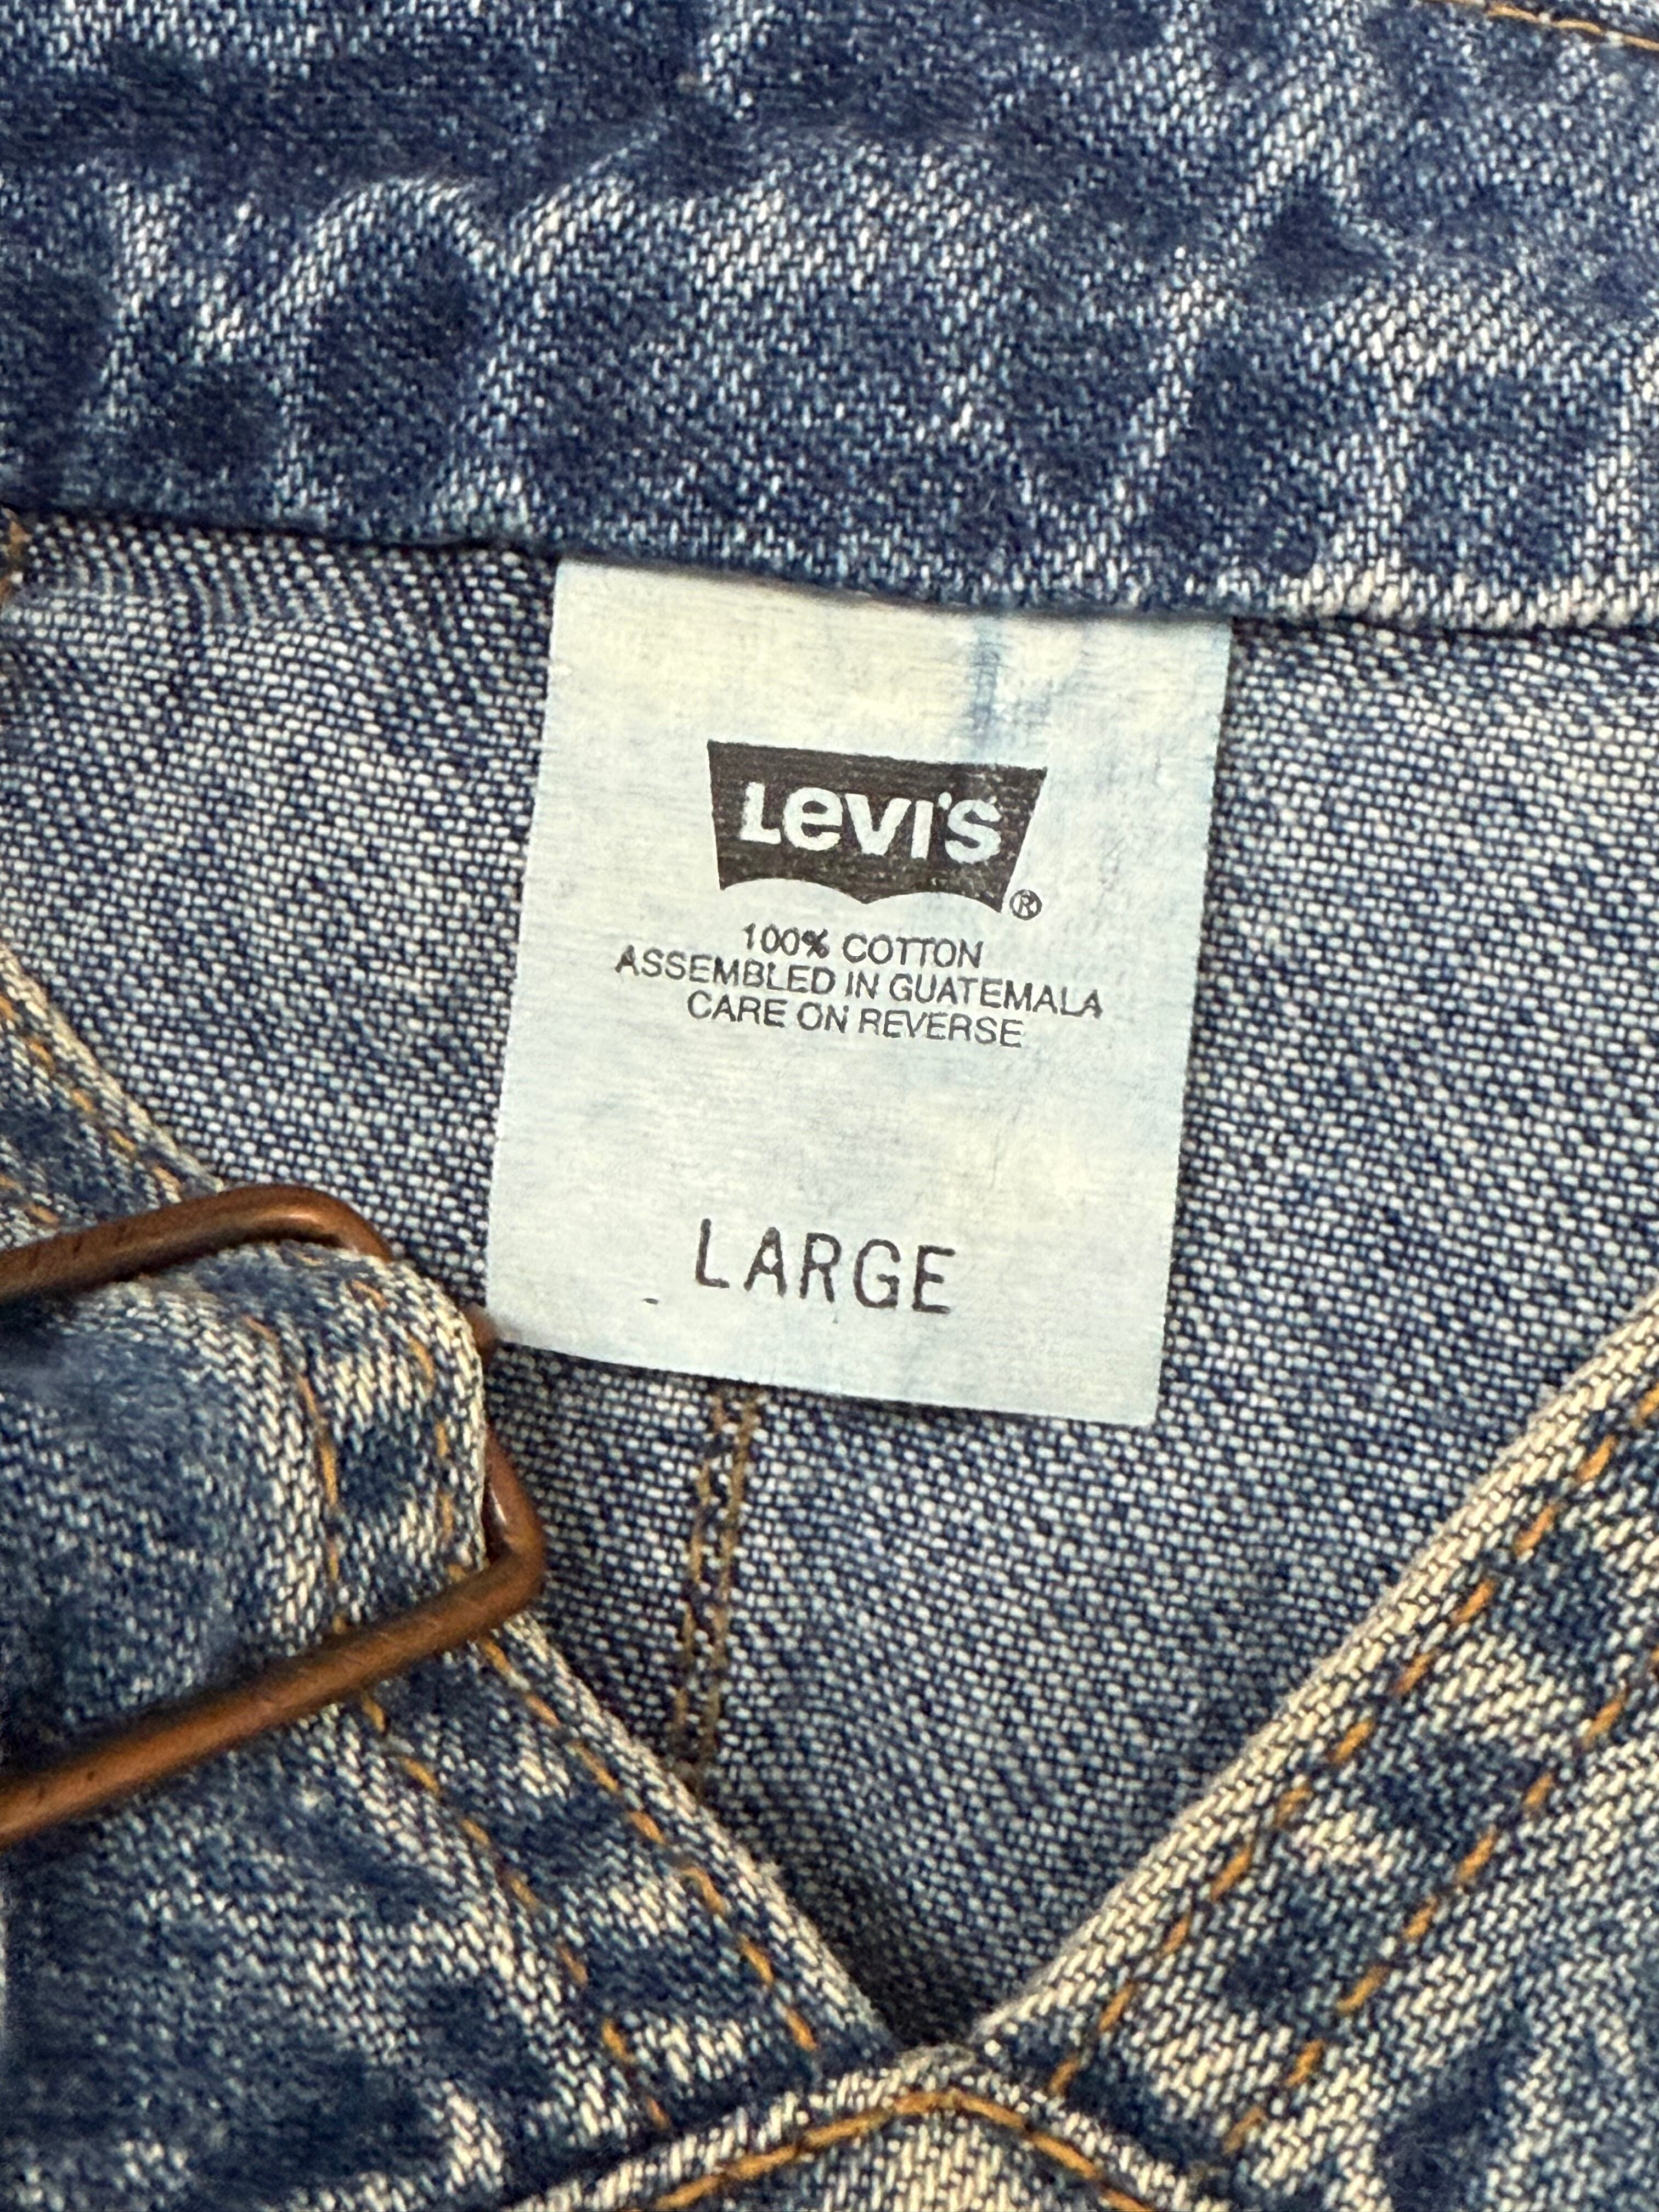 LEVI'S ®
100% COTTON
ASSEMBLED IN GUATEMALA
CARE ON REVERSE
LARGE